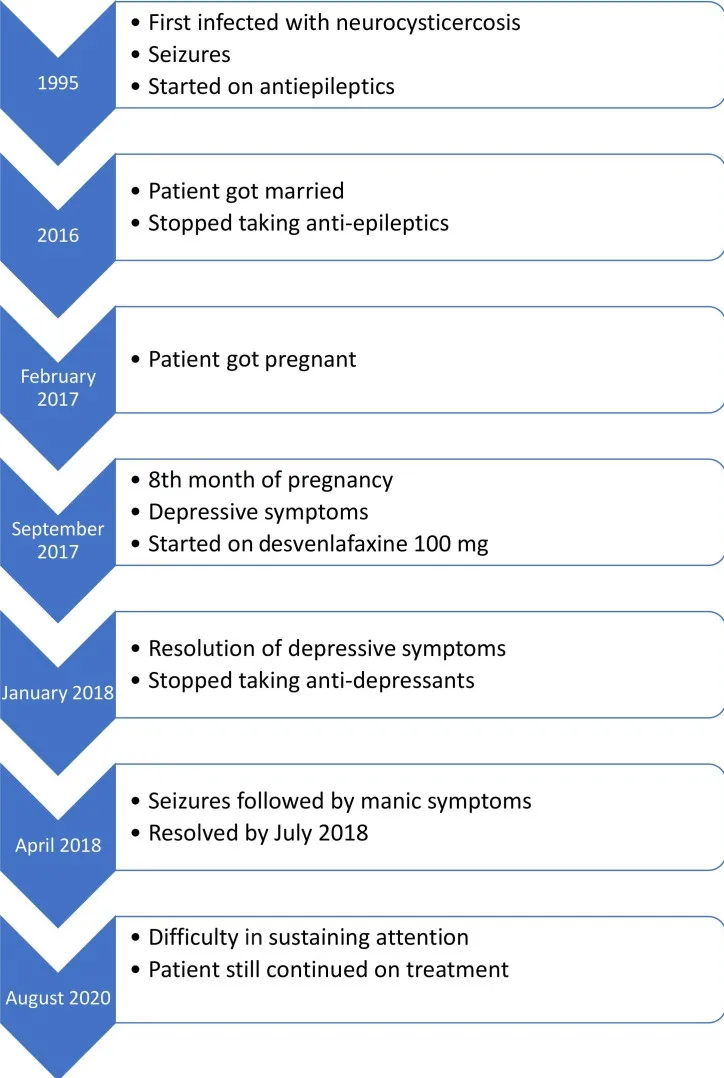 1995
• First infected with neurocysticercosis
• Seizures
• Started on antiepileptics
2016
• Patient got married
• Stopped taking anti-epileptics
February
2017
• Patient got pregnant
September
2017
• 8th month of pregnancy
• Depressive symptoms
• Started on desvenlafaxine 100 mg
January 2018
• Resolution of depressive symptoms
• Stopped taking anti-depressants
April 2018
• Seizures followed by manic symptoms
• Resolved by July 2018
August 2020
• Difficulty in sustaining attention
• Patient still continued on treatment